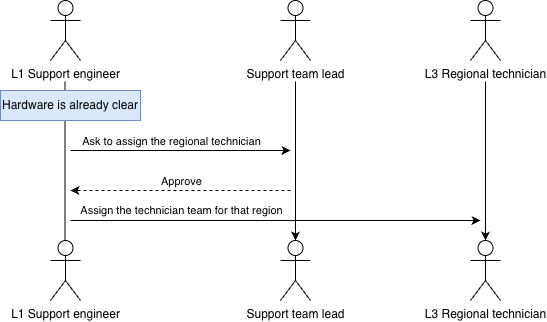 L1 Support engineer
Support team lead
L3 Regional technician
Hardware is already clear
Ask to assign the regional technician
Approve
Assign the technician team for that region
L1 Support engineer
Support team lead
L3 Regional technician